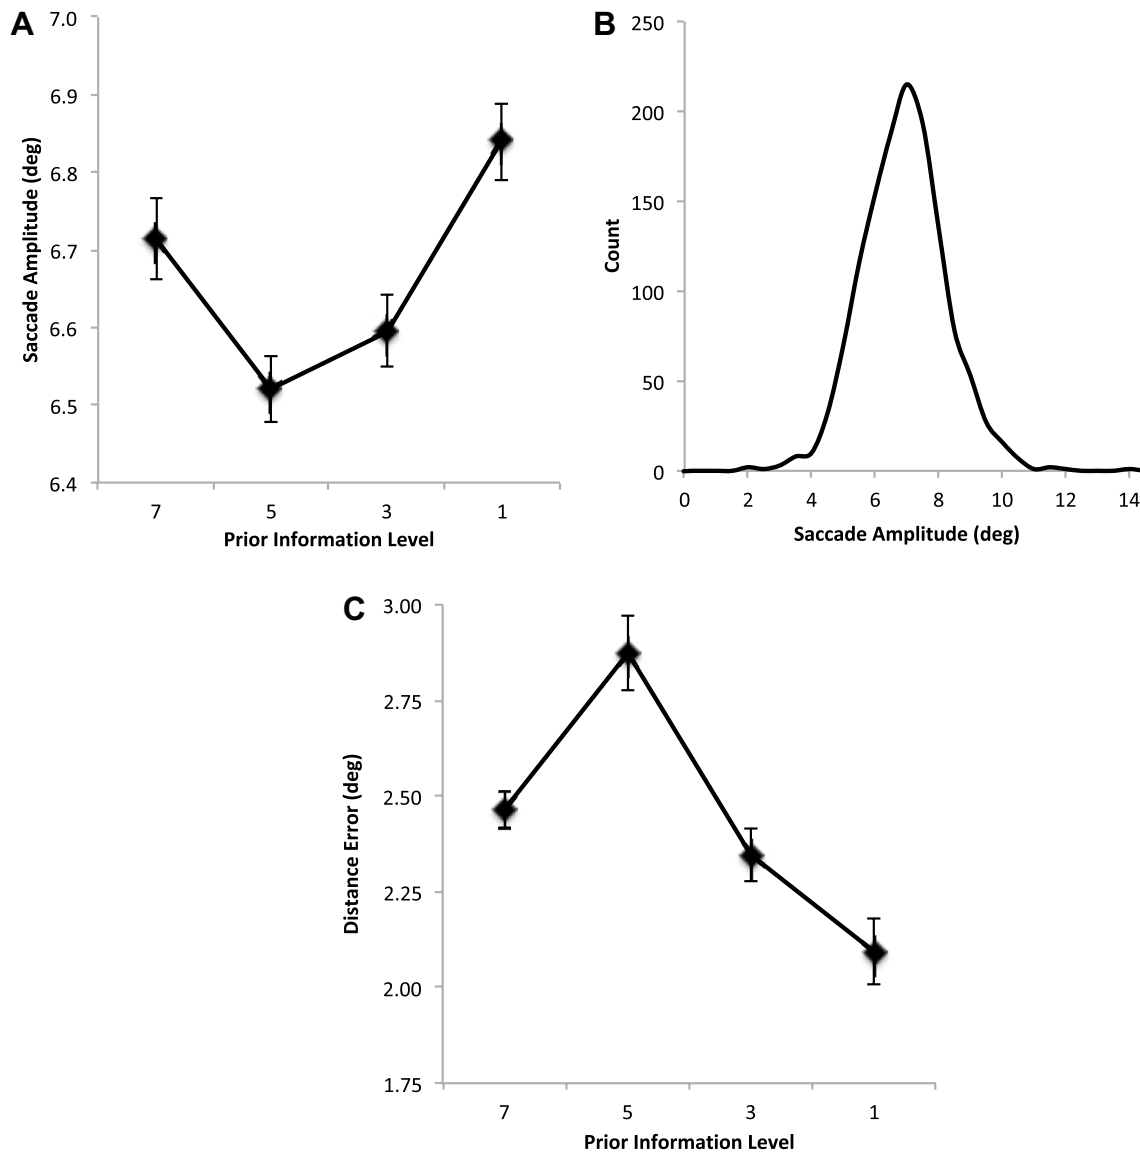 A
7.0
6.9
6.8
6.7
6.6
6.5
6.4
Saccade Amplitude (deg)
7 5 3 1
Prior Information Level
B
250
200
150
100
50
0
Count
0 2 4 6 8 10 12 14
Saccade Amplitude (deg)
C
3.00
2.75
2.50
2.25
2.00
1.75
Distance Error (deg)
7 5 3 1
Prior Information Level